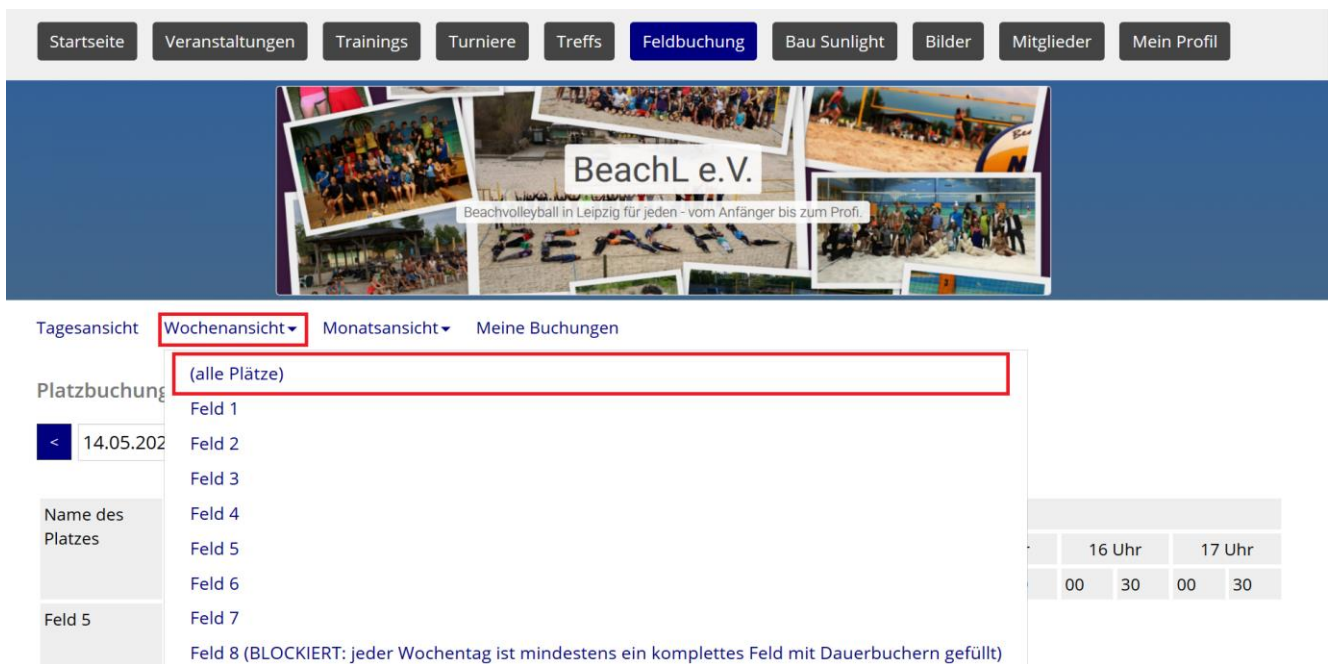 Startseite Veranstaltungen Trainings Turniere Treffs Feldbuchung Bau Sunlight Bilder Mitglieder Mein Profil
BeachL e.V.
Beachvolleyball in Leipzig für jeden - vom Anfänger bis zum Profi.
Tagesansicht Wochenansicht Monatsansicht Meine Buchungen
(alle Plätze)
Platzbuchung
Feld 1
< 14.05.202
Feld 2
Feld 3
Name des
Platzes
Feld 4
Feld 5
16 Uhr 17 Uhr
Feld 6
00 30 00 30
Feld 5
Feld 7
Feld 8 (BLOCKIERT: jeder Wochentag ist mindestens ein komplettes Feld mit Dauerbuchern gefüllt)